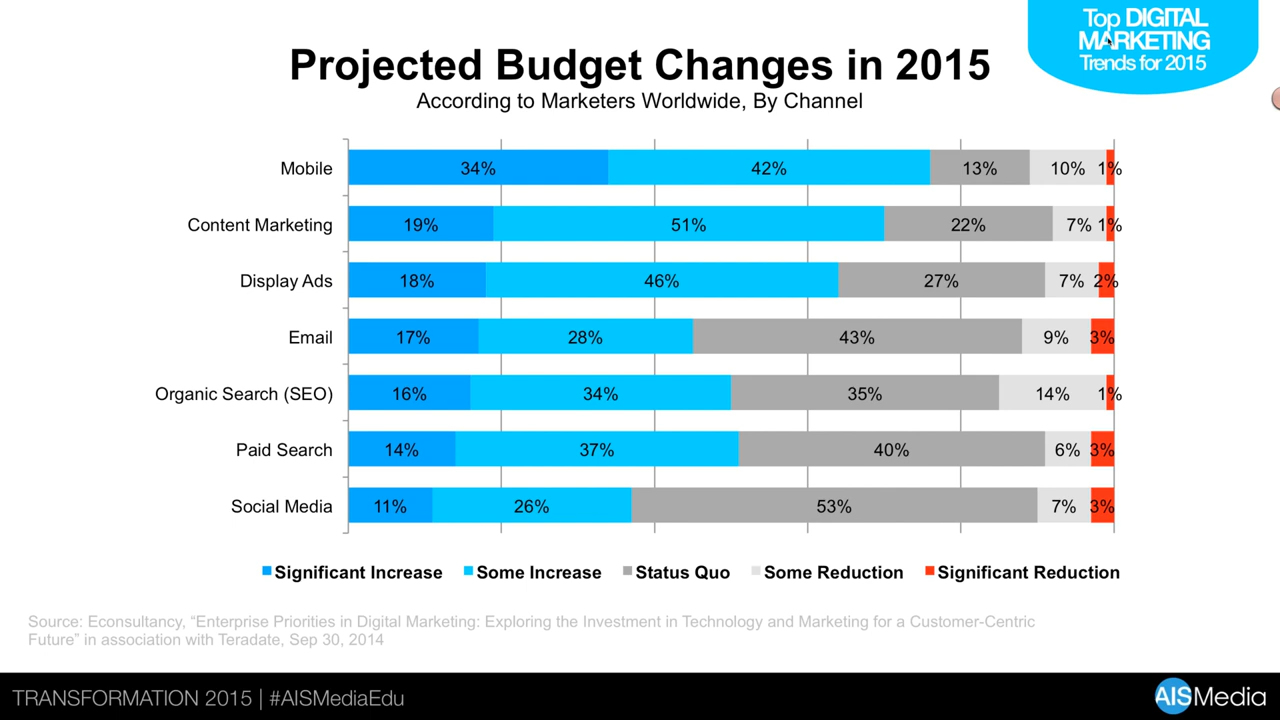 Top DIGITAL
MARKETING
Trends for 2015
Projected Budget Changes in 2015
According to Marketers Worldwide, By Channel
Mobile 34% 42% 13% 10% 1%
Content Marketing 19% 51% 22% 7% 1%
Display Ads 18% 46% 27% 7% 2%
Email 17% 28% 43% 9% 3%
Organic Search (SEO) 16% 34% 35% 14% 1%
Paid Search 14% 37% 40% 6% 3%
Social Media 11% 26% 53% 7% 3%
Significant Increase Some Increase Status Quo Some Reduction Significant Reduction
Source: Econsultancy, “Enterprise Priorities in Digital Marketing: Exploring the Investment in Technology and Marketing for a Customer-Centric
Future” in association with Teradate, Sep 30, 2014
TRANSFORMATION 2015 | #AISMediaEdu
AISMedia